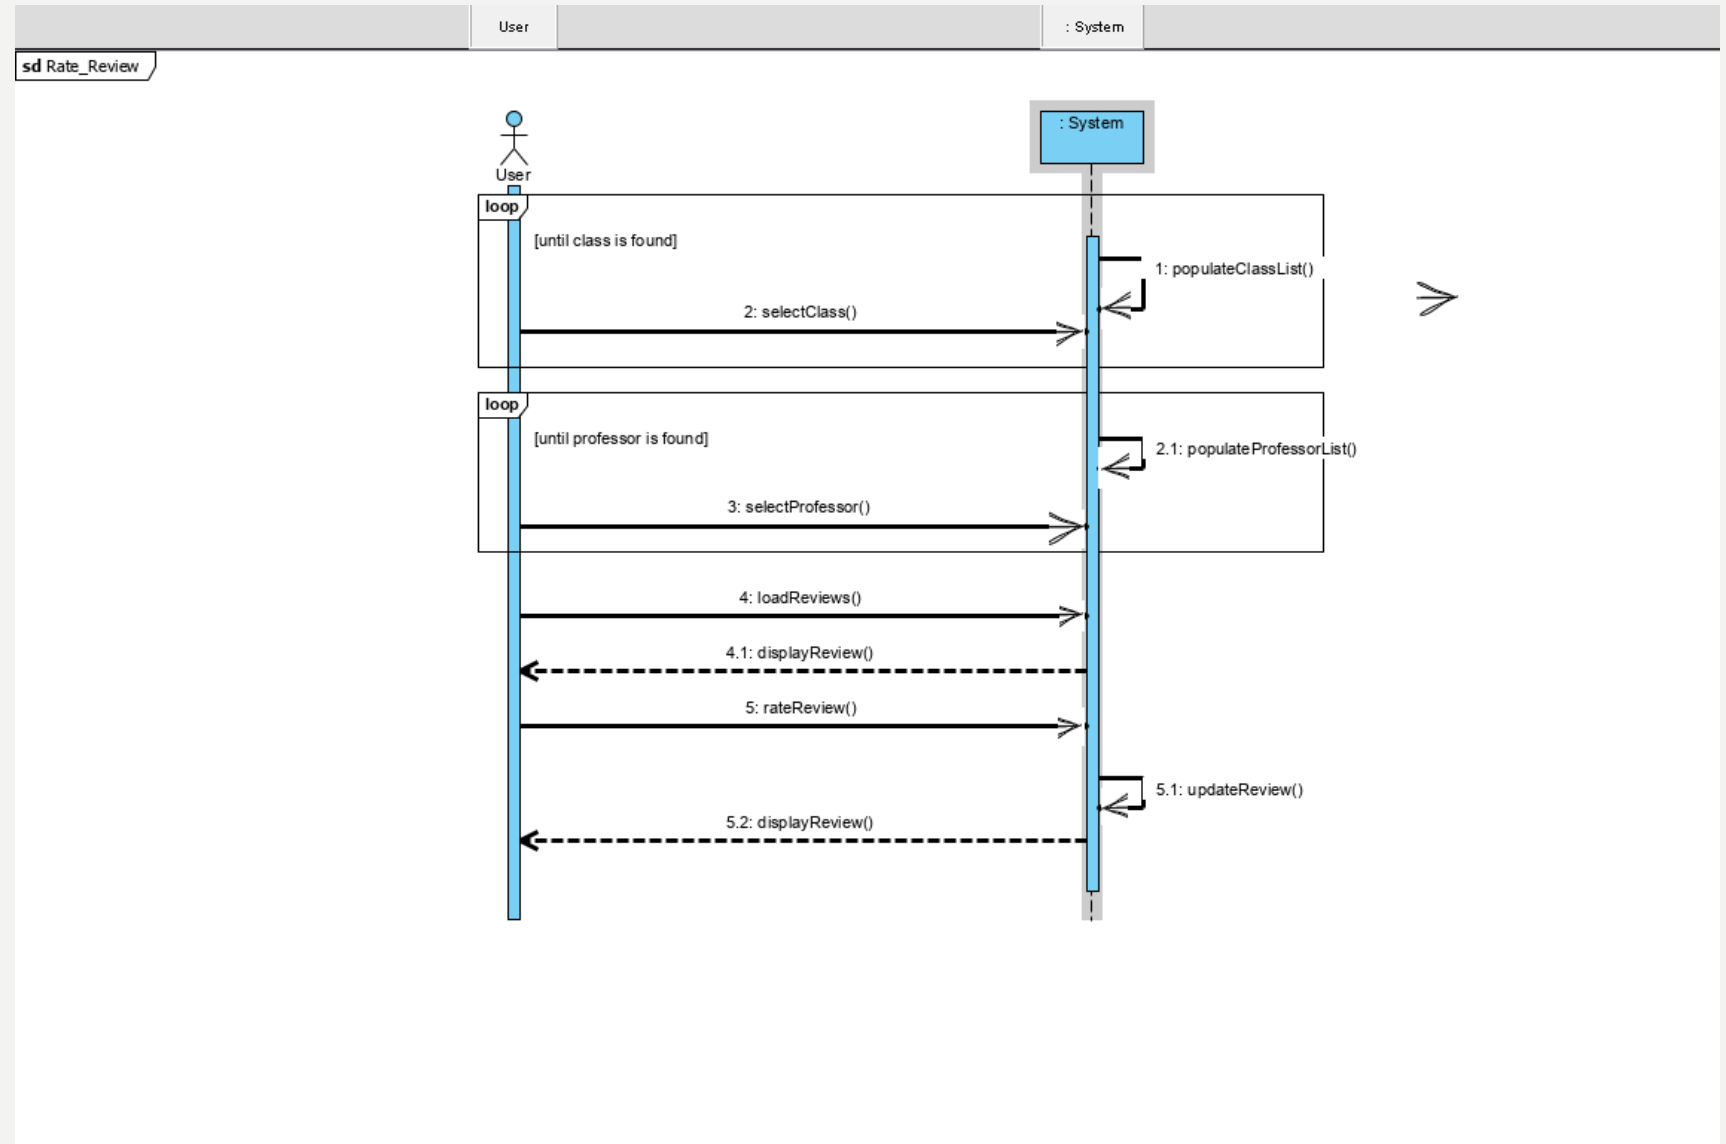 User
: System
sd Rate_Review
: System
User
loop
[until class is found]
1: populateClassList()
2: selectClass()
loop
[until professor is found]
2.1: populateProfessorList()
3: selectProfessor()
4: loadReviews()
4.1: displayReview()
5: rateReview()
5.1: updateReview()
5.2: displayReview()